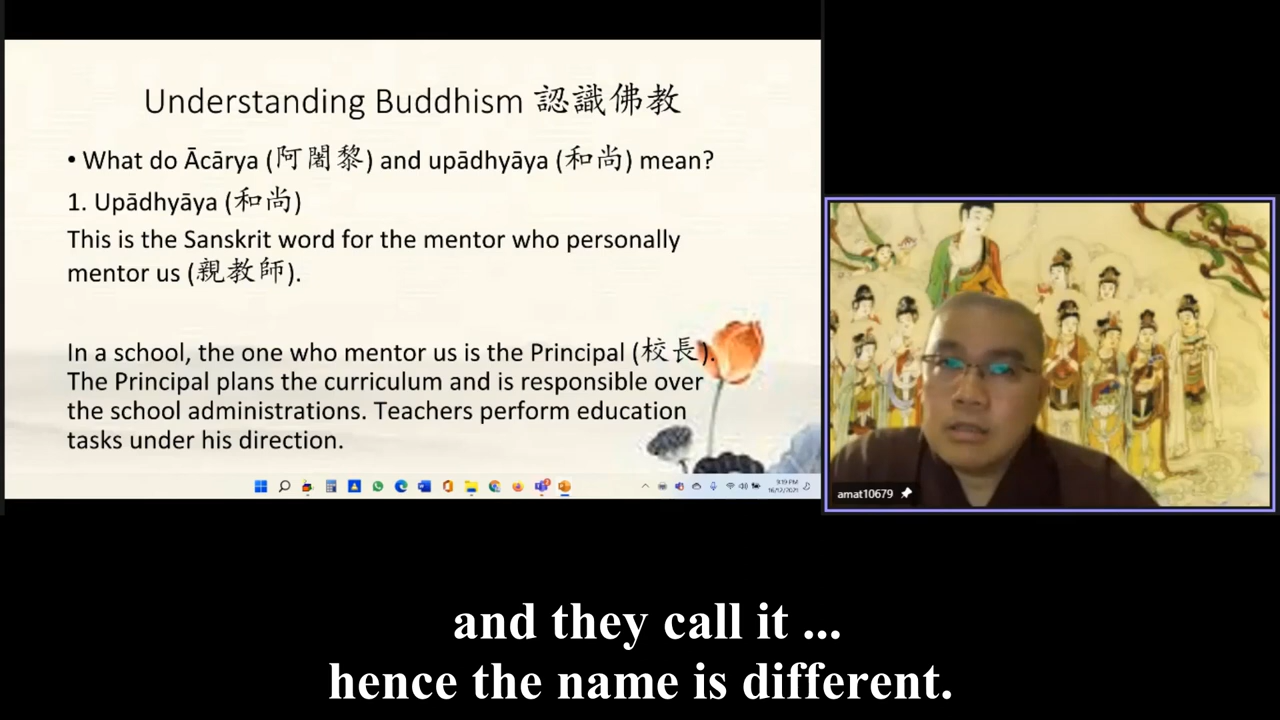 Understanding Buddhism 認識佛教
• What do Ācārya (阿闍黎) and upādhyāya (和尚) mean?
1. Upādhyāya (和尚)
This is the Sanskrit word for the mentor who personally
mentor us (親教師).
In a school, the one who mentor us is the Principal (校長).
The Principal plans the curriculum and is responsible over
the school administrations. Teachers perform education
tasks under his direction.
9:19 PM
amat10679
and they call it ...
hence the name is different.